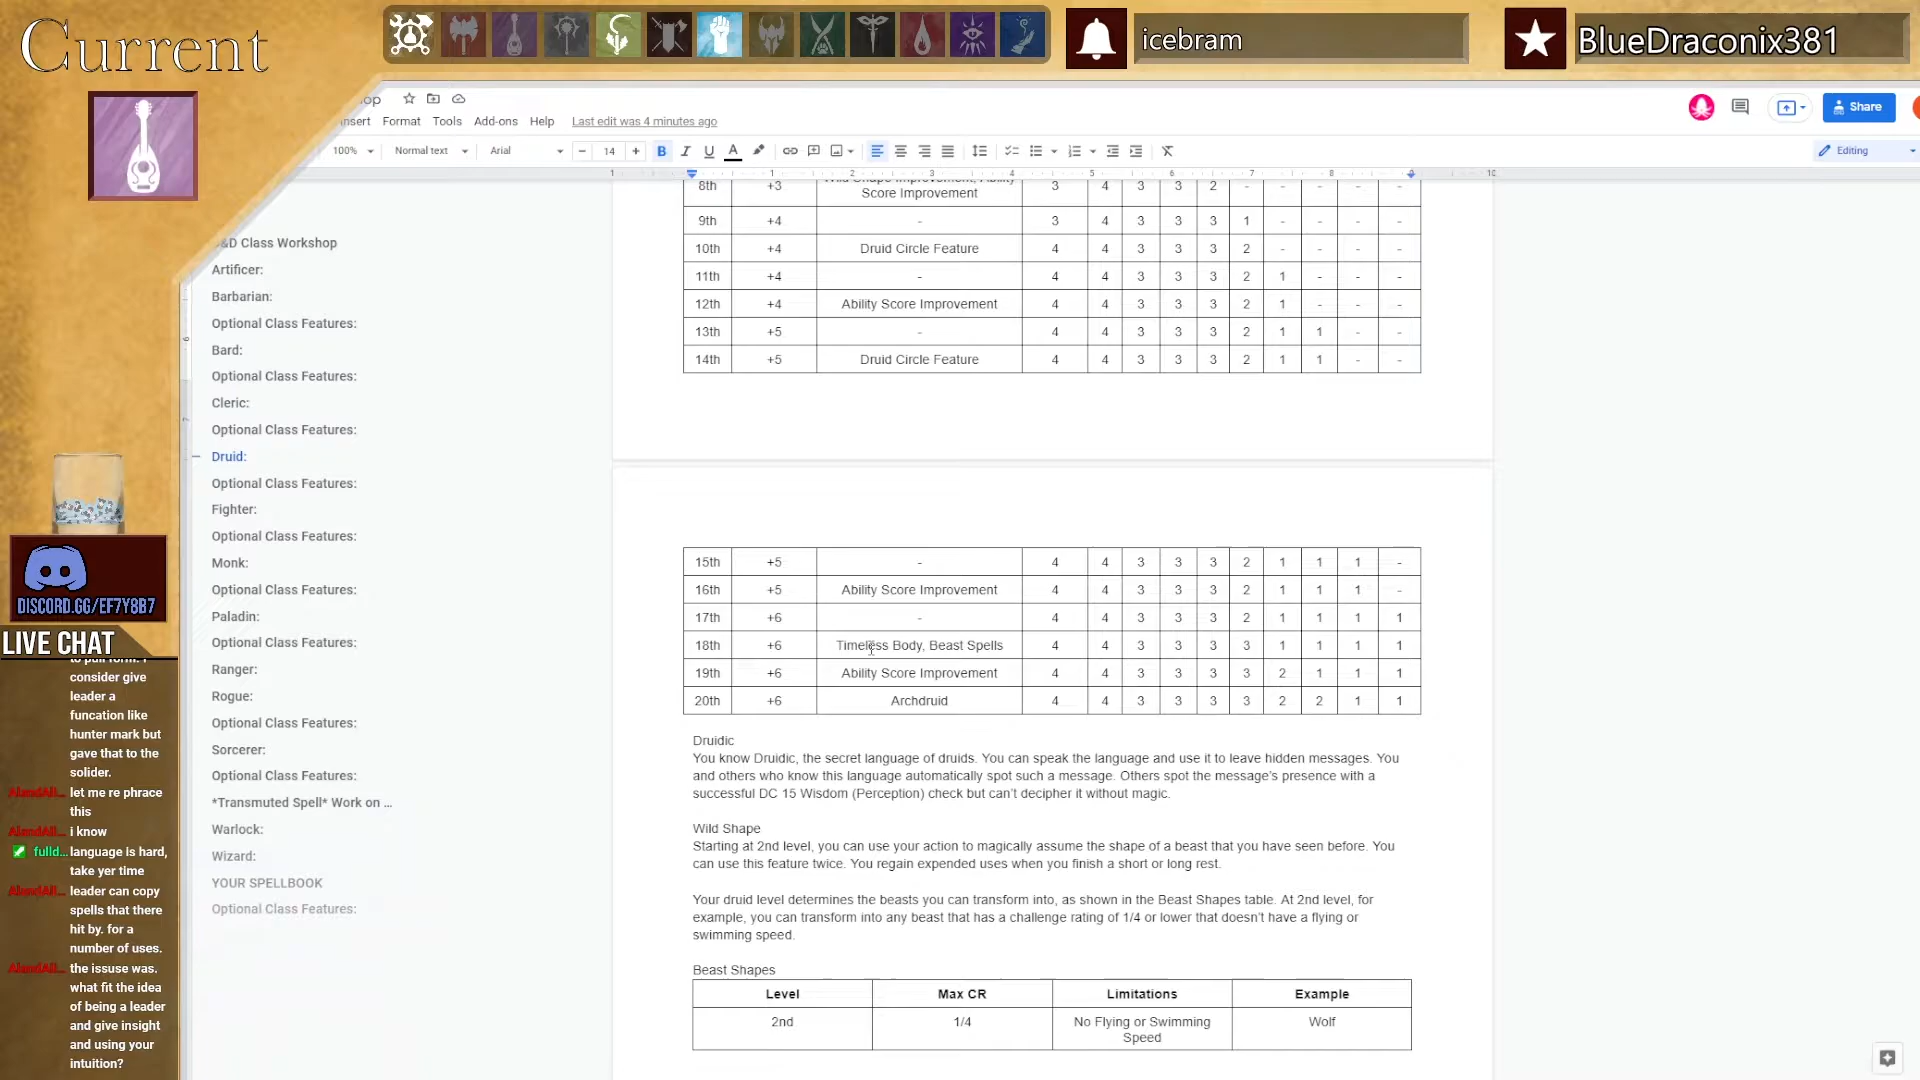 Current
icebram
BlueDraconix381
op
nsert Format Tools Add-ons Help Last edit was 4 minutes ago
Share
100% Normal text Arial 14 Editing
1 1 2 3 4 5 6 7 8 9 10
&D Class Workshop
Artificer:
Barbarian:
Optional Class Features:
Bard:
Optional Class Features:
Cleric:
Optional Class Features:
Druid:
Optional Class Features:
Fighter:
Optional Class Features:
Monk:
Optional Class Features:
Paladin:
Optional Class Features:
Ranger:
Rogue:
Optional Class Features:
Sorcerer:
Optional Class Features:
*Transmuted Spell* Work on ...
Warlock:
Wizard:
YOUR SPELLBOOK
Optional Class Features:
8th +3 Wild Shape Improvement, Ability Score Improvement 3 4 3 3 2 - - - - -
9th +4 - 3 4 3 3 3 1 - - - -
10th +4 Druid Circle Feature 4 4 3 3 3 2 - - - -
11th +4 - 4 4 3 3 3 2 1 - - -
12th +4 Ability Score Improvement 4 4 3 3 3 2 1 - - -
13th +5 - 4 4 3 3 3 2 1 1 - -
14th +5 Druid Circle Feature 4 4 3 3 3 2 1 1 - -
15th +5 - 4 4 3 3 3 2 1 1 1 -
16th +5 Ability Score Improvement 4 4 3 3 3 2 1 1 1 -
17th +6 - 4 4 3 3 3 2 1 1 1 1
18th +6 Timeless Body, Beast Spells 4 4 3 3 3 3 1 1 1 1
19th +6 Ability Score Improvement 4 4 3 3 3 3 2 1 1 1
20th +6 Archdruid 4 4 3 3 3 3 2 2 1 1
Druidic
You know Druidic, the secret language of druids. You can speak the language and use it to leave hidden messages. You
and others who know this language automatically spot such a message. Others spot the message's presence with a
successful DC 15 Wisdom (Perception) check but can't decipher it without magic.
Wild Shape
Starting at 2nd level, you can use your action to magically assume the shape of a beast that you have seen before. You
can use this feature twice. You regain expended uses when you finish a short or long rest.
Your druid level determines the beasts you can transform into, as shown in the Beast Shapes table. At 2nd level, for
example, you can transform into any beast that has a challenge rating of 1/4 or lower that doesn't have a flying or
swimming speed.
Beast Shapes
Level Max CR Limitations Example
2nd 1/4 No Flying or Swimming Speed Wolf
DISCORD.GG/EF7Y8B7
LIVE CHAT
consider give
leader a
funcation like
hunter mark but
gave that to the
solider.
let me re phrase
this
i know
fulld... language is hard,
take yer time
leader can copy
spells that there
hit by. for a
number of uses.
the issuse was.
what fit the idea
of being a leader
and give insight
and using your
intuition?